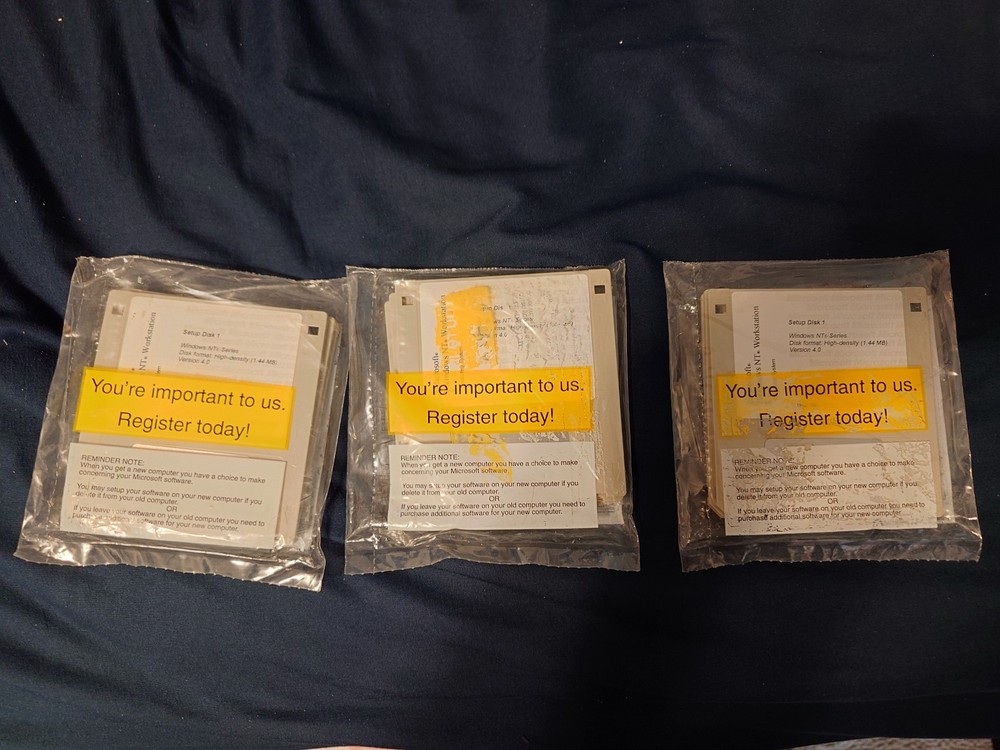 Setup Disk 1
Windows NT® Series
Disk format: High-density (1.44 MB)
Version 4.0
NT® Workstation
You're important to us.
Register today!
REMINDER NOTE:
When you get a new computer you have a choice to make
concerning your Microsoft software.
You may setup your software on your new computer if you
delete it from your old computer.
OR
If you leave your software on your old computer you need to
purchase additional software for your new computer.
Disk 1
4.0
NT® Workstation
You're important to us.
Register today!
REMINDER NOTE:
When you get a new computer you have a choice to make
concerning your Microsoft software.
You may setup your software on your new computer if you
delete it from your old computer.
OR
If you leave your software on your old computer you need to
purchase additional software for your new computer.
Setup Disk 1
Windows NT® Series
Disk format: High-density (1.44 MB)
Version 4.0
NT® Workstation
You're important to us.
Register today!
REMINDER NOTE:
When you get a new computer you have a choice to make
concerning your Microsoft software.
You may setup your software on your new computer if you
delete it from your old computer.
OR
If you leave your software on your old computer you need to
purchase additional software for your new computer.